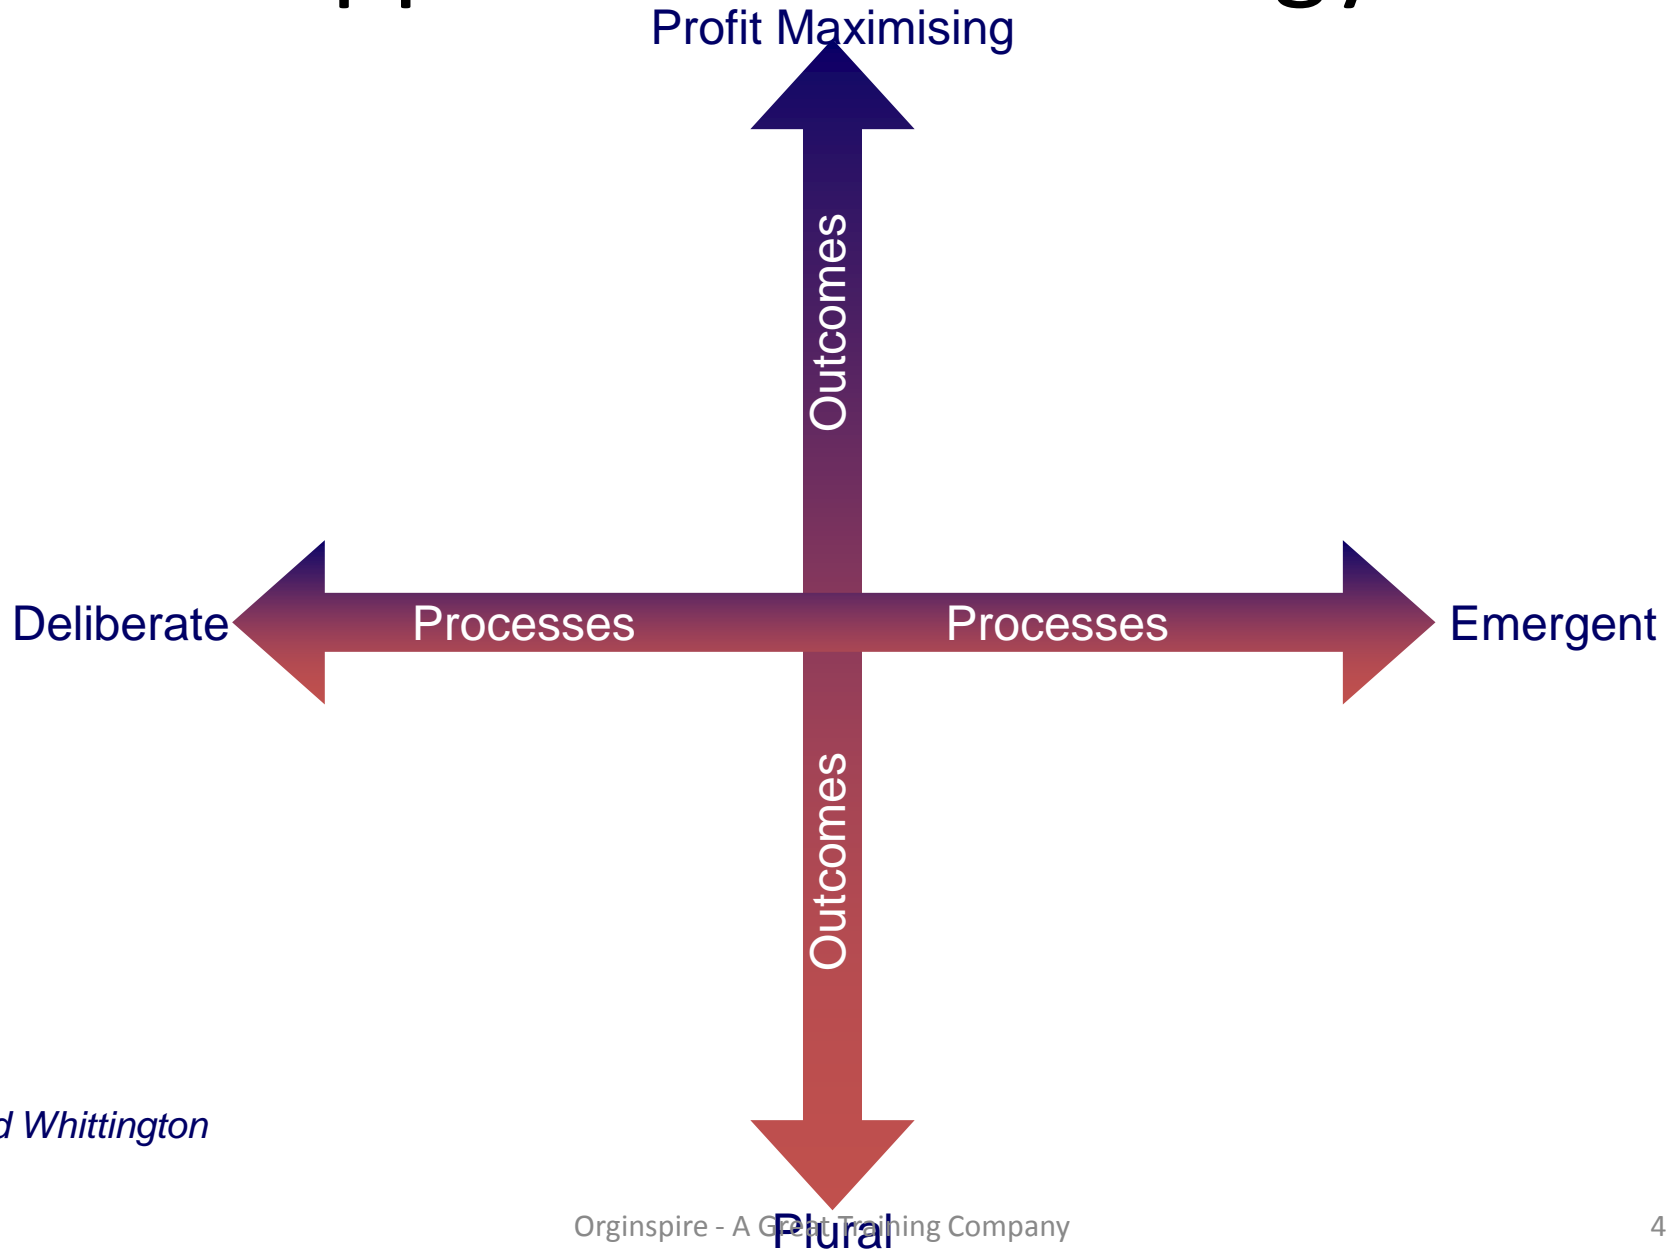 Profit Maximising
Outcomes
Deliberate
Processes
Processes
Emergent
Outcomes
Whittington
Plural
Orginspire - A Great Training Company
4